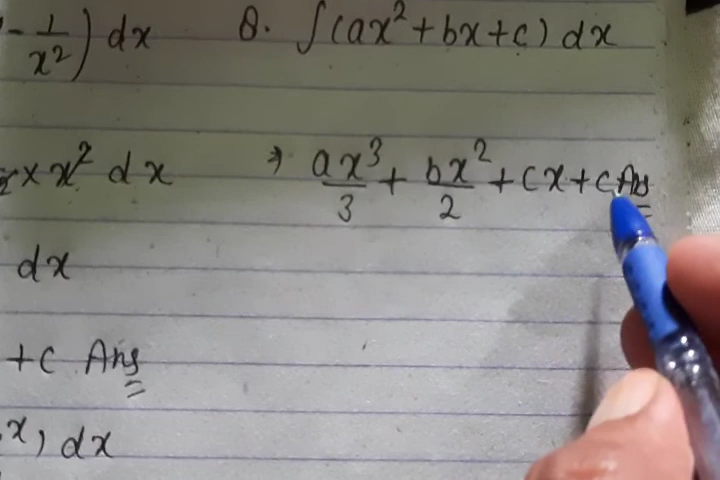 - 1/x²) dx
8. ∫(ax² + bx + c) dx
x x² dx
⇒ ax³/3 + bx²/2 + cx + c Ans
dx
+c Ans
x) dx